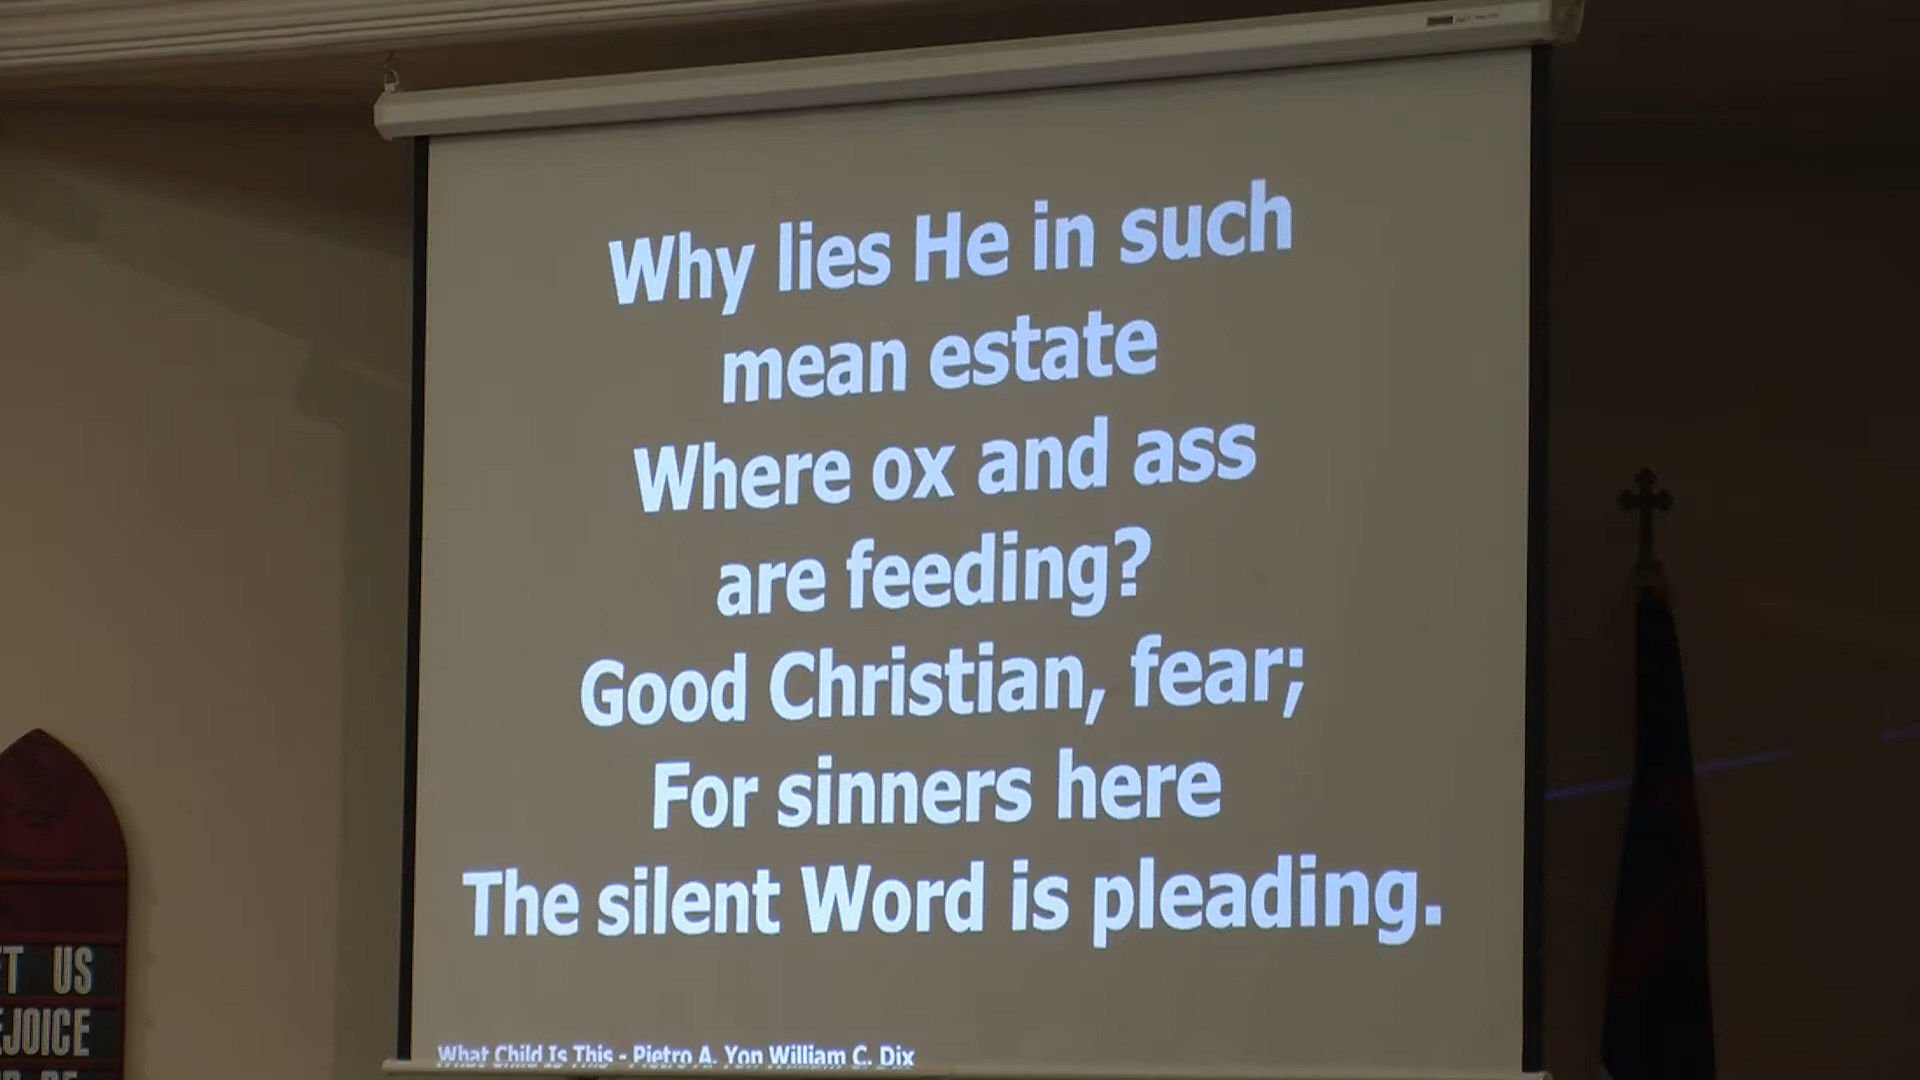 Why lies He in such
mean estate
Where ox and ass
are feeding?
Good Christian, fear;
For sinners here
The silent Word is pleading.
What Child Is This - Pietro A. Yon William C. Dix
US